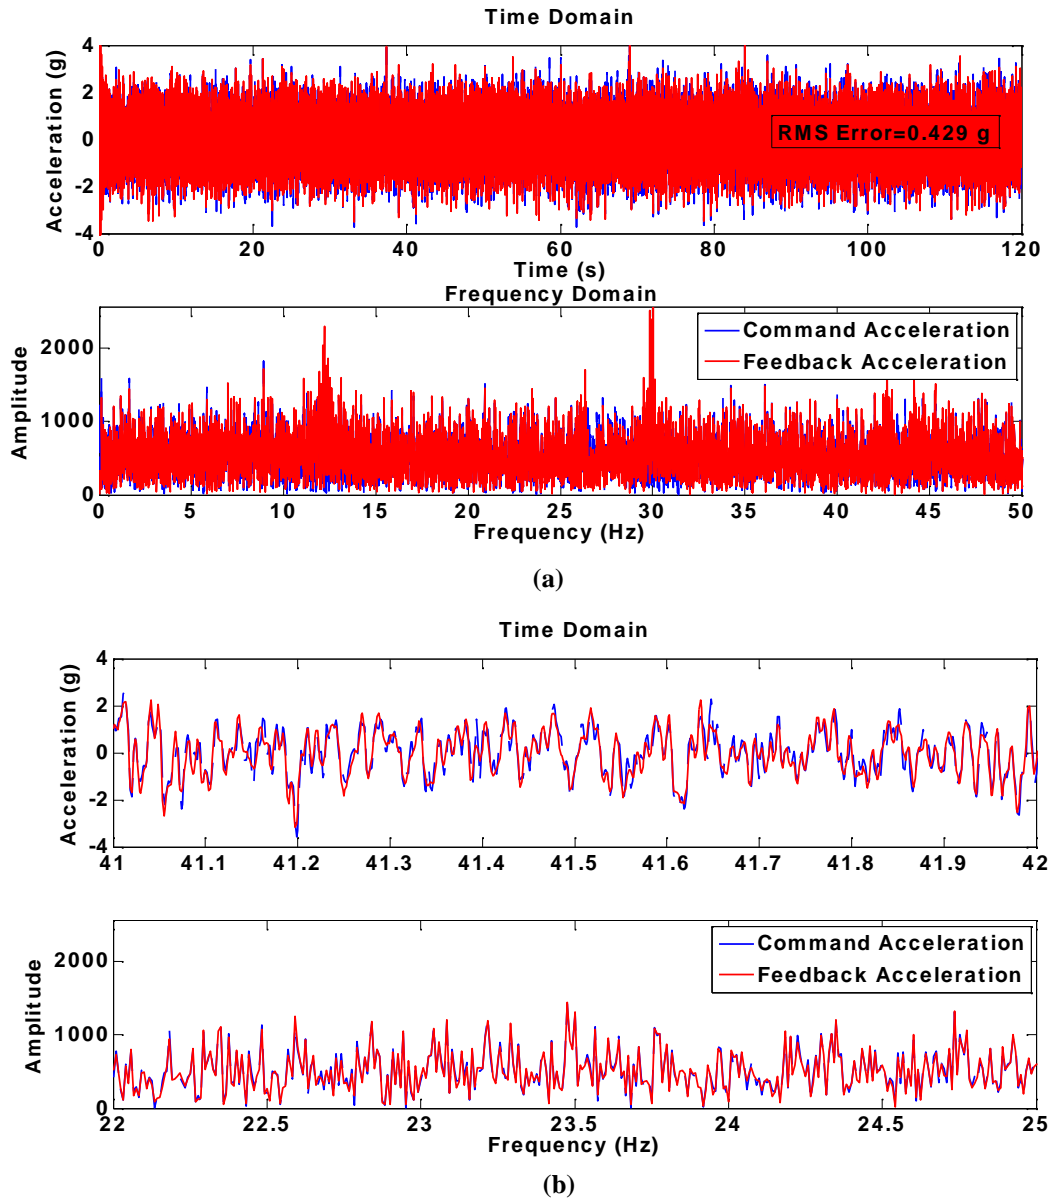 Time Domain
4
2
0
-2
-4
Acceleration (g)
RMS Error=0.429 g
0 20 40 60 80 100 120
Time (s)
Frequency Domain
2000
1000
0
Amplitude
Command Acceleration
Feedback Acceleration
0 5 10 15 20 25 30 35 40 45 50
Frequency (Hz)
(a)
Time Domain
4
2
0
-2
-4
Acceleration (g)
41 41.1 41.2 41.3 41.4 41.5 41.6 41.7 41.8 41.9 42
2000
1000
0
Amplitude
Command Acceleration
Feedback Acceleration
22 22.5 23 23.5 24 24.5 25
Frequency (Hz)
(b)